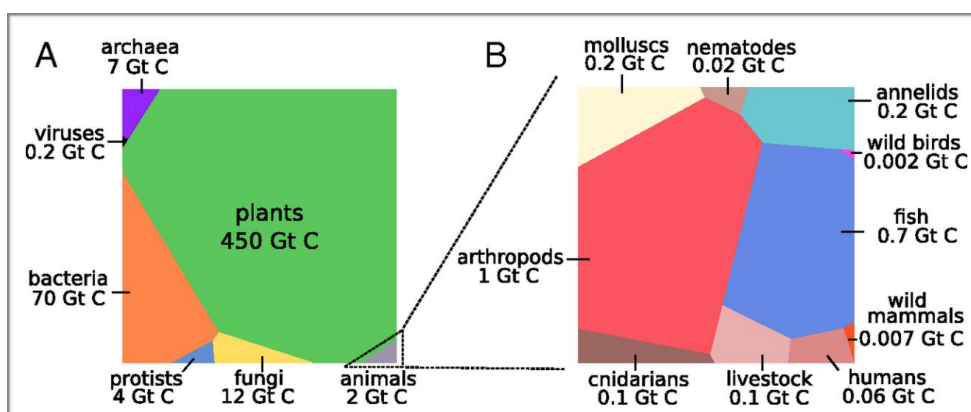 A
archaea
7 Gt C
viruses
0.2 Gt C
plants
450 Gt C
bacteria
70 Gt C
protists
4 Gt C
fungi
12 Gt C
animals
2 Gt C
B
molluscs
0.2 Gt C
nematodes
0.02 Gt C
annelids
0.2 Gt C
wild birds
0.002 Gt C
fish
0.7 Gt C
arthropods
1 Gt C
wild
mammals
0.007 Gt C
cnidarians
0.1 Gt C
livestock
0.1 Gt C
humans
0.06 Gt C